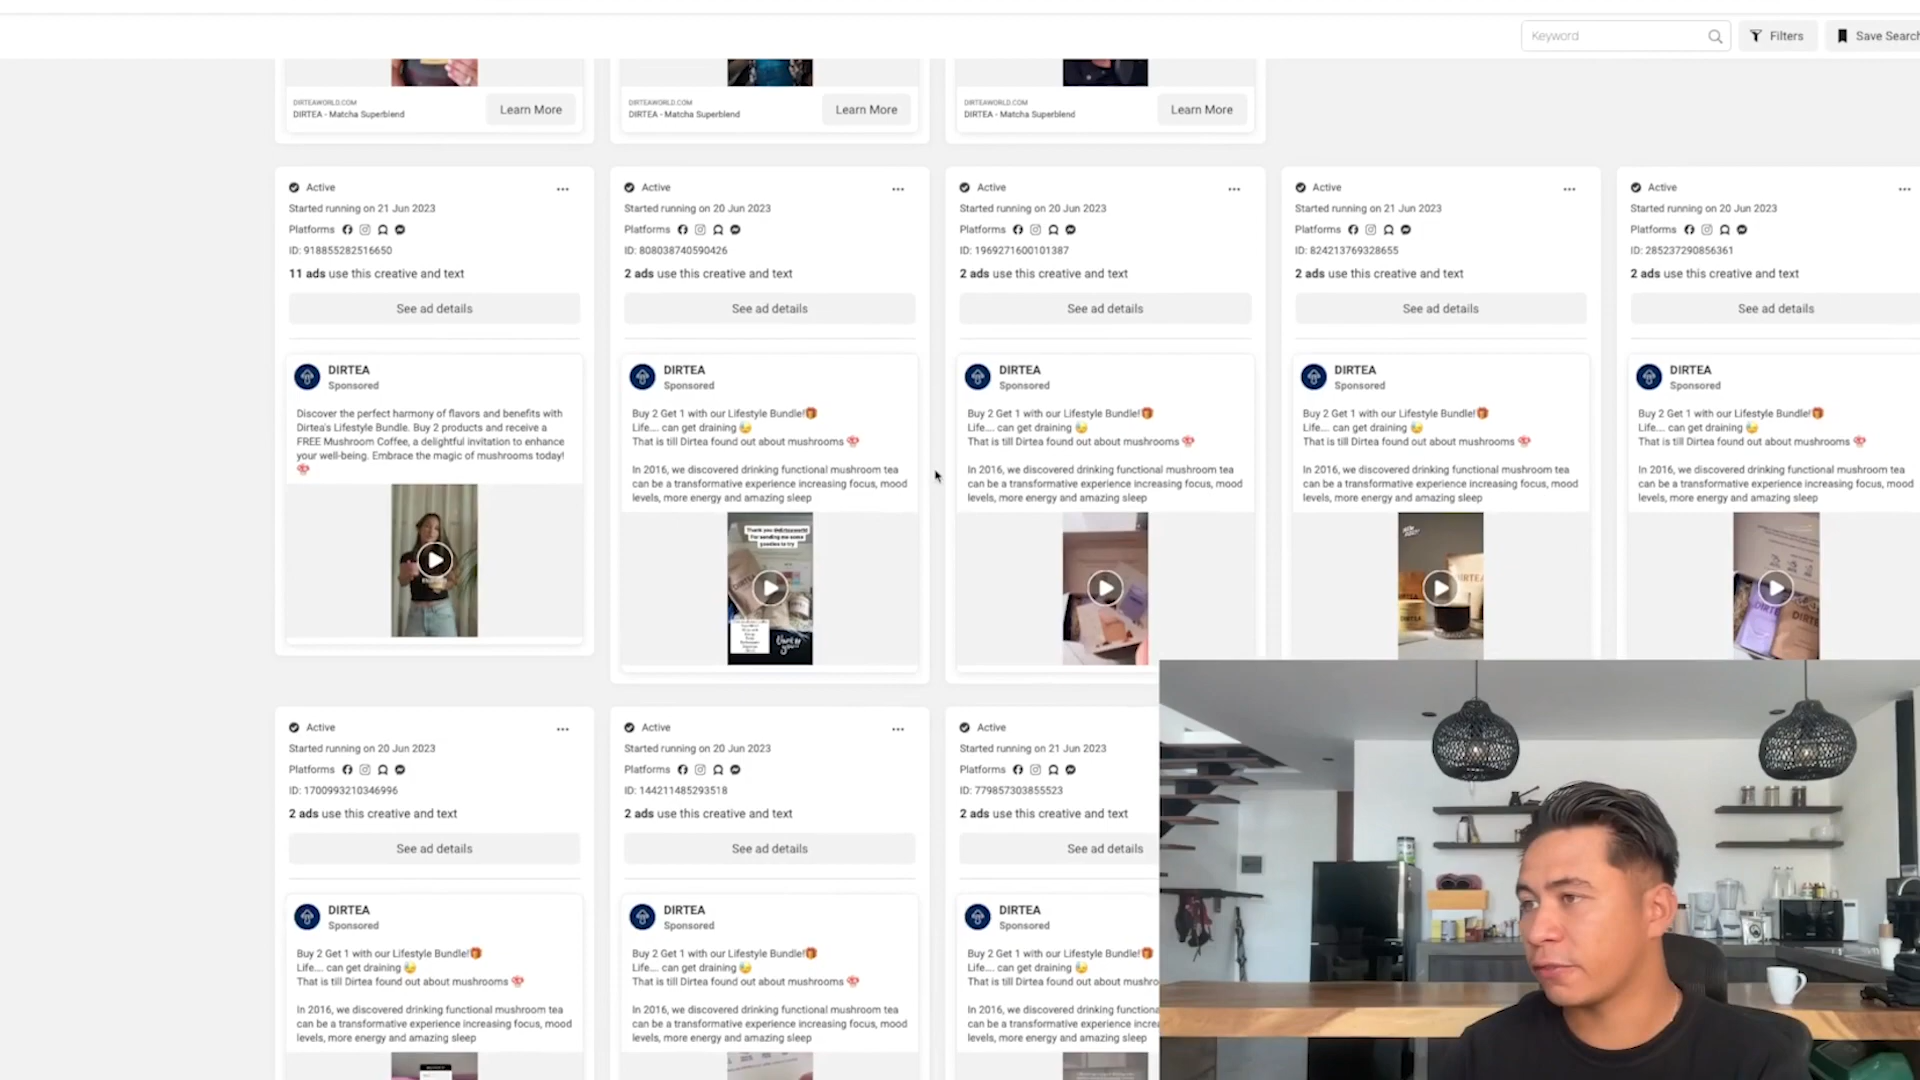 Keyword
Filters
Save Search
DIRTEAWORLD.COM
DIRTEA - Matcha Superblend
Learn More
DIRTEAWORLD.COM
DIRTEA - Matcha Superblend
Learn More
DIRTEAWORLD.COM
DIRTEA - Matcha Superblend
Learn More
Active
Started running on 21 Jun 2023
Platforms
ID: 918855282516650
11 ads use this creative and text
See ad details
DIRTEA
Sponsored
Discover the perfect harmony of flavors and benefits with
Dirtea's Lifestyle Bundle. Buy 2 products and receive a
FREE Mushroom Coffee, a delightful invitation to enhance
your well-being. Embrace the magic of mushrooms today!
🍄
Active
Started running on 20 Jun 2023
Platforms
ID: 808038740590426
2 ads use this creative and text
See ad details
DIRTEA
Sponsored
Buy 2 Get 1 with our Lifestyle Bundle!🎁
Life.... can get draining 😓
That is till Dirtea found out about mushrooms 🍄
In 2016, we discovered drinking functional mushroom tea
can be a transformative experience increasing focus, mood
levels, more energy and amazing sleep
Thank you @dirteaworld
For sending me some
goodies to try
thank you
Active
Started running on 20 Jun 2023
Platforms
ID: 1969271600101387
2 ads use this creative and text
See ad details
DIRTEA
Sponsored
Buy 2 Get 1 with our Lifestyle Bundle!🎁
Life.... can get draining 😓
That is till Dirtea found out about mushrooms 🍄
In 2016, we discovered drinking functional mushroom tea
can be a transformative experience increasing focus, mood
levels, more energy and amazing sleep
Active
Started running on 21 Jun 2023
Platforms
ID: 824213769328655
2 ads use this creative and text
See ad details
DIRTEA
Sponsored
Buy 2 Get 1 with our Lifestyle Bundle!🎁
Life.... can get draining 😓
That is till Dirtea found out about mushrooms 🍄
In 2016, we discovered drinking functional mushroom tea
can be a transformative experience increasing focus, mood
levels, more energy and amazing sleep
DIRTEA
Active
Started running on 20 Jun 2023
Platforms
ID: 285237290856361
2 ads use this creative and text
See ad details
DIRTEA
Sponsored
Buy 2 Get 1 with our Lifestyle Bundle!🎁
Life.... can get draining 😓
That is till Dirtea found out about mushrooms 🍄
In 2016, we discovered drinking functional mushroom tea
can be a transformative experience increasing focus, mood
levels, more energy and amazing sleep
DIRTEA
Active
Started running on 20 Jun 2023
Platforms
ID: 1700993210346996
2 ads use this creative and text
See ad details
DIRTEA
Sponsored
Buy 2 Get 1 with our Lifestyle Bundle!🎁
Life.... can get draining 😓
That is till Dirtea found out about mushrooms 🍄
In 2016, we discovered drinking functional mushroom tea
can be a transformative experience increasing focus, mood
levels, more energy and amazing sleep
Active
Started running on 20 Jun 2023
Platforms
ID: 144211485293518
2 ads use this creative and text
See ad details
DIRTEA
Sponsored
Buy 2 Get 1 with our Lifestyle Bundle!🎁
Life.... can get draining 😓
That is till Dirtea found out about mushrooms 🍄
In 2016, we discovered drinking functional mushroom tea
can be a transformative experience increasing focus, mood
levels, more energy and amazing sleep
Active
Started running on 21 Jun 2023
Platforms
ID: 779857303855523
2 ads use this creative and text
See ad details
DIRTEA
Sponsored
Buy 2 Get 1 with our Lifestyle Bundle!🎁
Life.... can get draining 😓
That is till Dirtea found out about mushro
In 2016, we discovered drinking functiona
can be a transformative experience increa
levels, more energy and amazing sleep